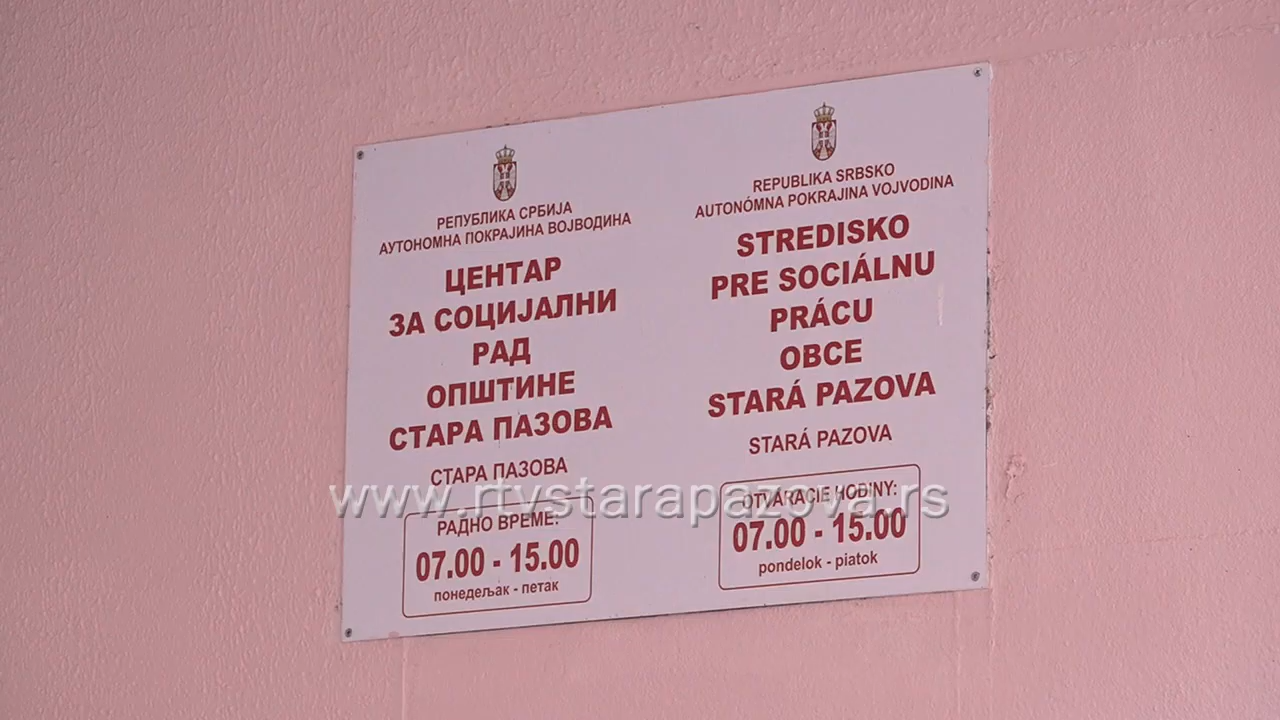 РЕПУБЛИКА СРБИЈА
АУТОНОМНА ПОКРАЈИНА ВОЈВОДИНА
ЦЕНТАР
ЗА СОЦИЈАЛНИ
РАД
ОПШТИНЕ
СТАРА ПАЗОВА
СТАРА ПАЗОВА
РАДНО ВРЕМЕ:
07.00 - 15.00
понедељак - петак
REPUBLIKA SRBSKO
AUTONÓMNA POKRAJINA VOJVODINA
STREDISKO
PRE SOCIÁLNU
PRÁCU
OBCE
STARÁ PAZOVA
STARÁ PAZOVA
OTVÁRACIE HODINY:
07.00 - 15.00
pondelok - piatok
www.rtvstarapazova.rs